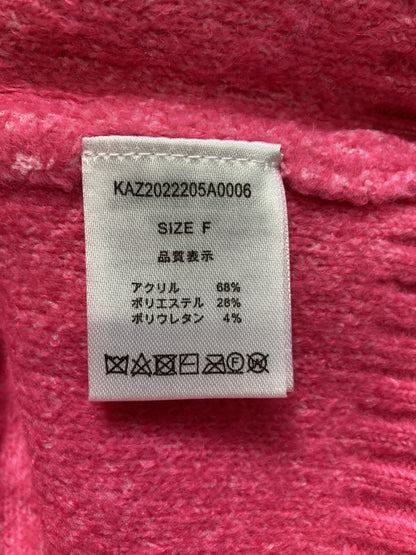 KAZ2022205A0006
SIZE F
品質表示
アクリル 68%
ポリエステル 28%
ポリウレタン 4%
F W